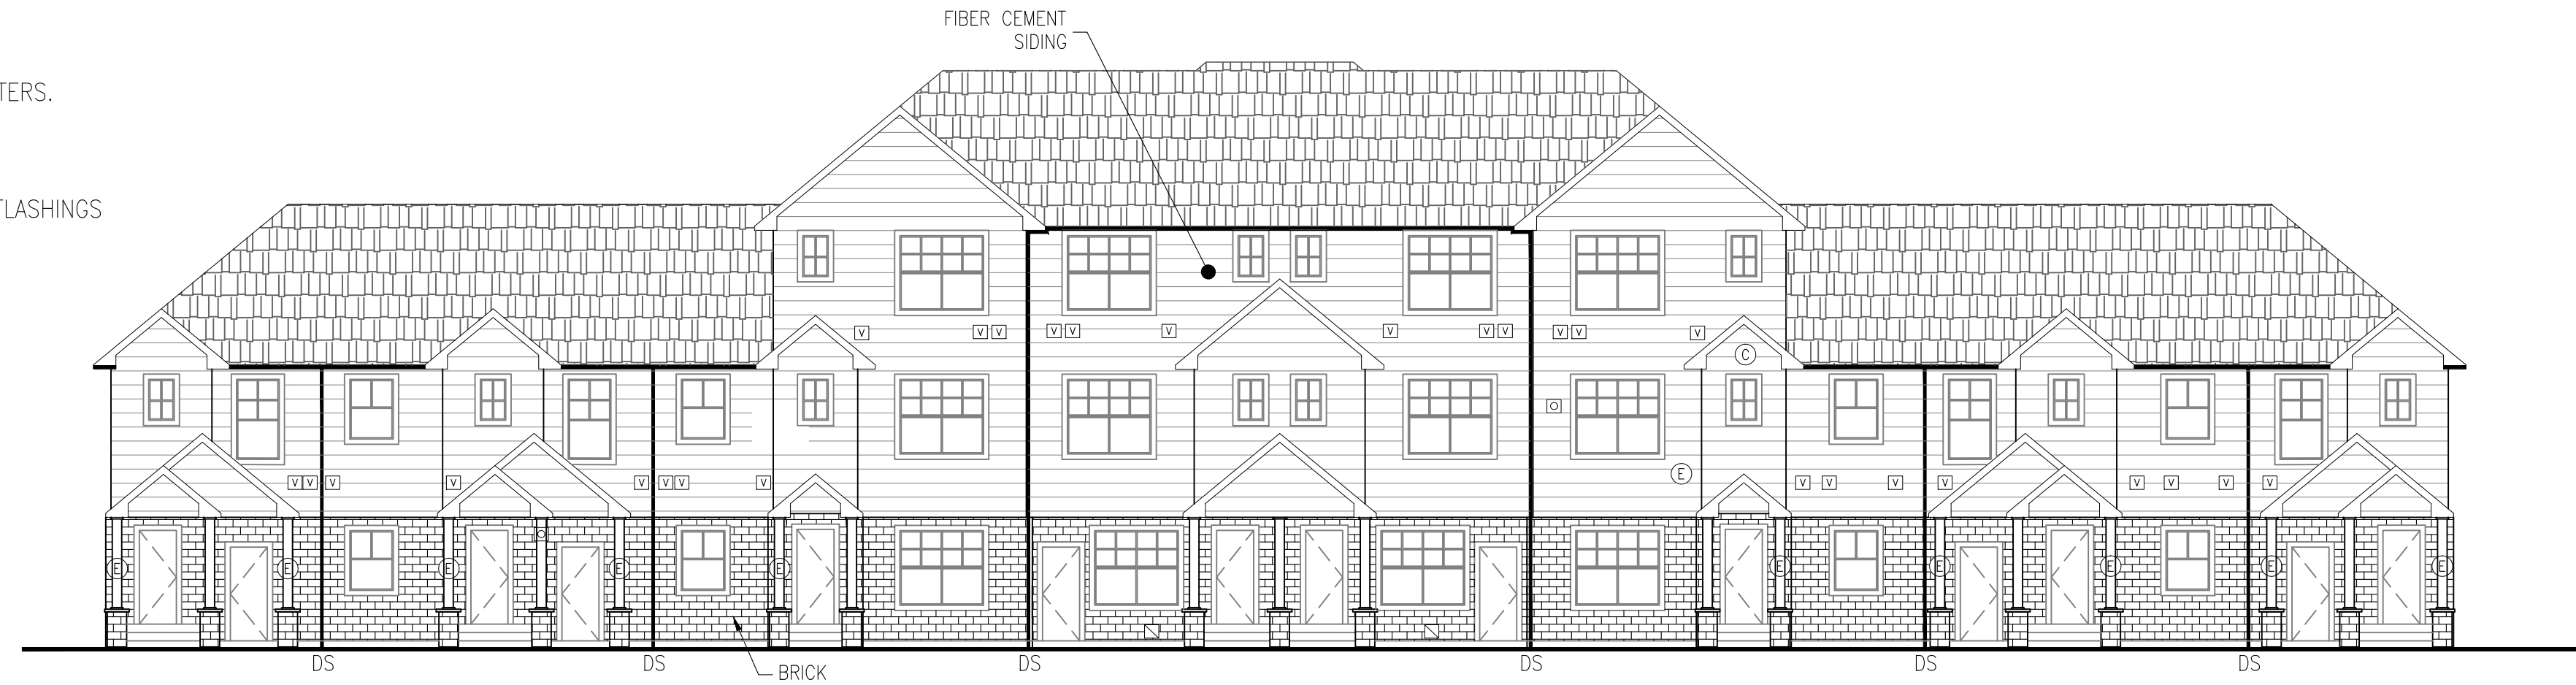 FIBER CEMENT
SIDING
TERS.
FLASHINGS
V V V V V V V V V V V V
C
E
V V V V V V V V V V V V V V V V
E E E E E E E E E E
DS DS DS DS DS DS
BRICK